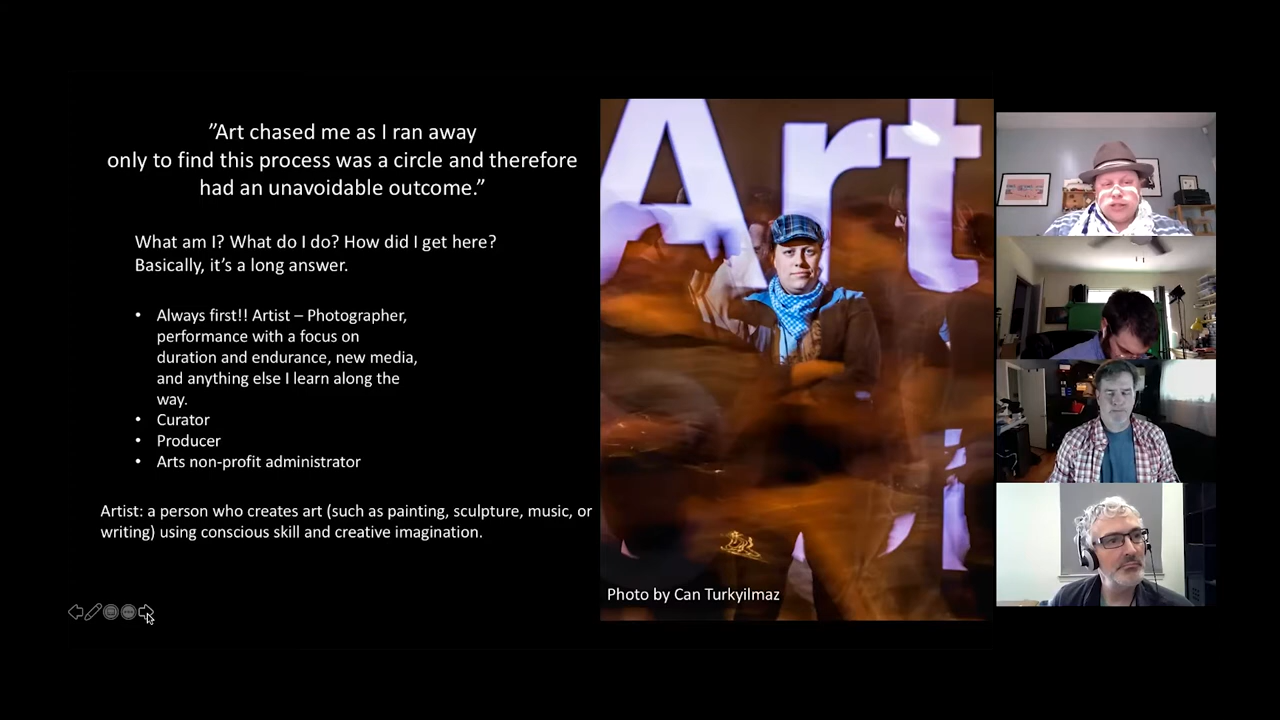 ”Art chased me as I ran away
only to find this process was a circle and therefore
had an unavoidable outcome.”
What am I? What do I do? How did I get here?
Basically, it’s a long answer.
• Always first!! Artist – Photographer,
performance with a focus on
duration and endurance, new media,
and anything else I learn along the
way.
• Curator
• Producer
• Arts non-profit administrator
Artist: a person who creates art (such as painting, sculpture, music, or
writing) using conscious skill and creative imagination.
Art
Photo by Can Turkyilmaz